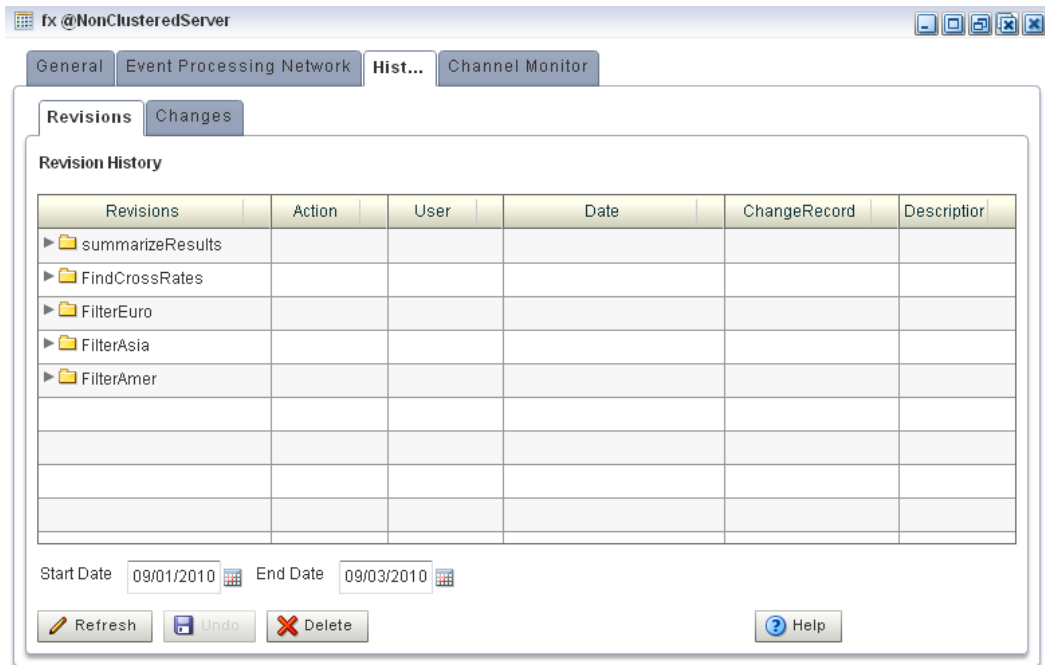 fx @NonClusteredServer
General Event Processing Network Hist... Channel Monitor
Revisions Changes
Revision History
Revisions Action User Date ChangeRecord Description
summarizeResults
FindCrossRates
FilterEuro
FilterAsia
FilterAmer
Start Date 09/01/2010 End Date 09/03/2010
Refresh Undo Delete Help